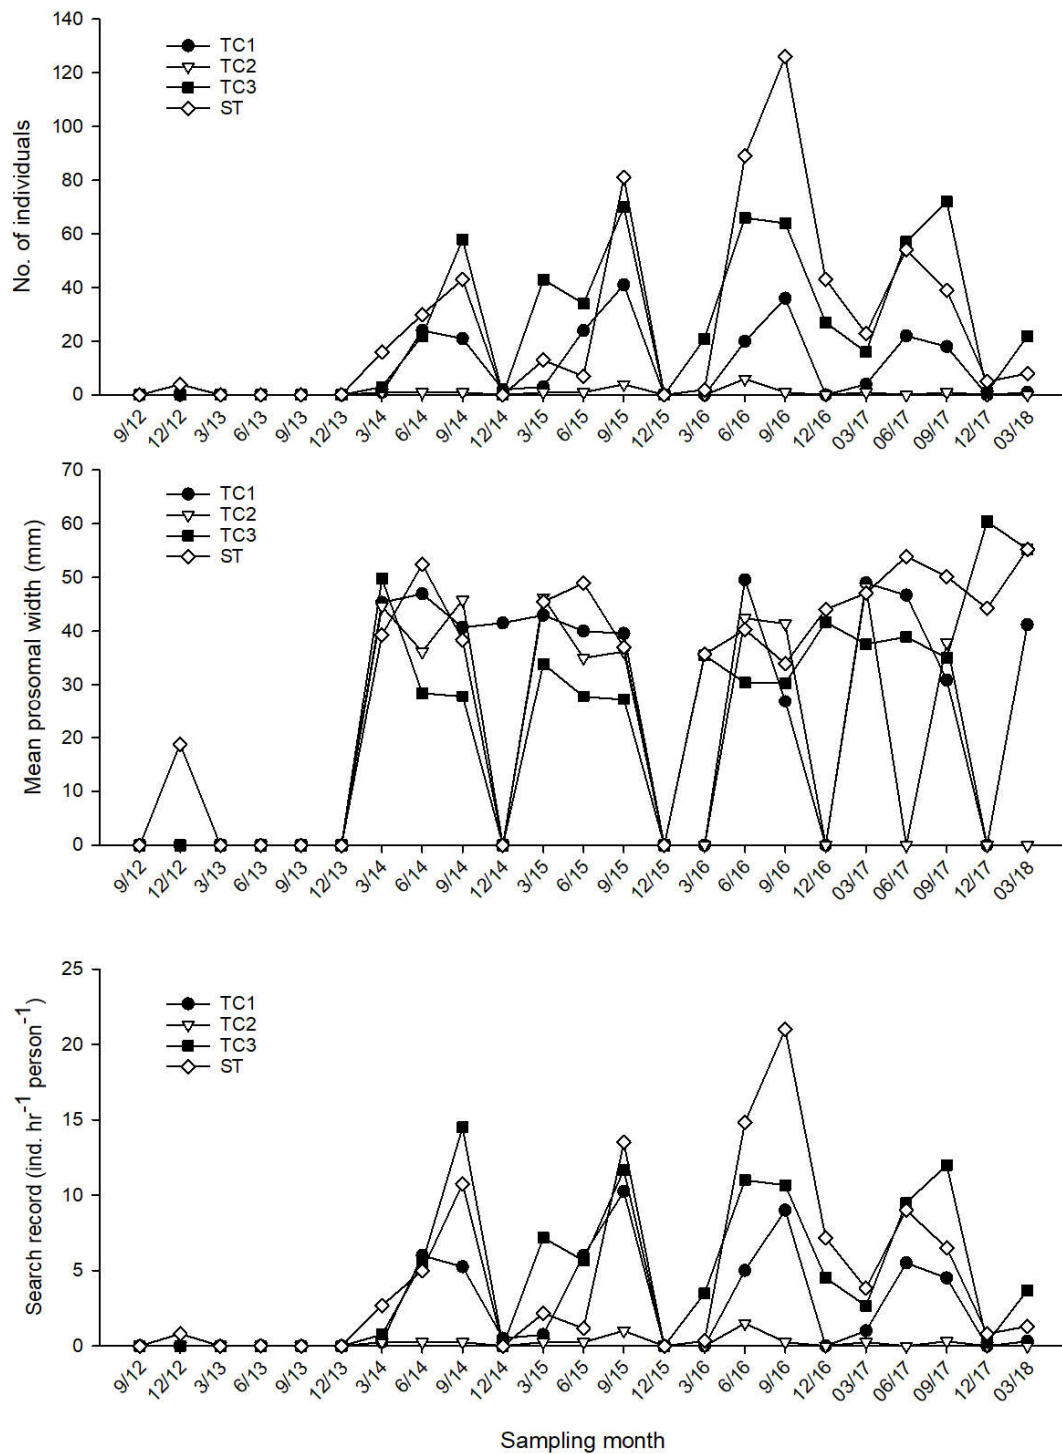 140
120
100
80
60
40
20
0
No. of individuals
TC1
TC2
TC3
ST
9/12 12/12 3/13 6/13 9/13 12/13 3/14 6/14 9/14 12/14 3/15 6/15 9/15 12/15 3/16 6/16 9/16 12/16 03/17 06/17 09/17 12/17 03/18
70
60
50
40
30
20
10
0
Mean prosomal width (mm)
TC1
TC2
TC3
ST
9/12 12/12 3/13 6/13 9/13 12/13 3/14 6/14 9/14 12/14 3/15 6/15 9/15 12/15 3/16 6/16 9/16 12/16 03/17 06/17 09/17 12/17 03/18
25
20
15
10
5
0
Search record (ind. hr⁻¹ person⁻¹)
TC1
TC2
TC3
ST
9/12 12/12 3/13 6/13 9/13 12/13 3/14 6/14 9/14 12/14 3/15 6/15 9/15 12/15 3/16 6/16 9/16 12/16 03/17 06/17 09/17 12/17 03/18
Sampling month